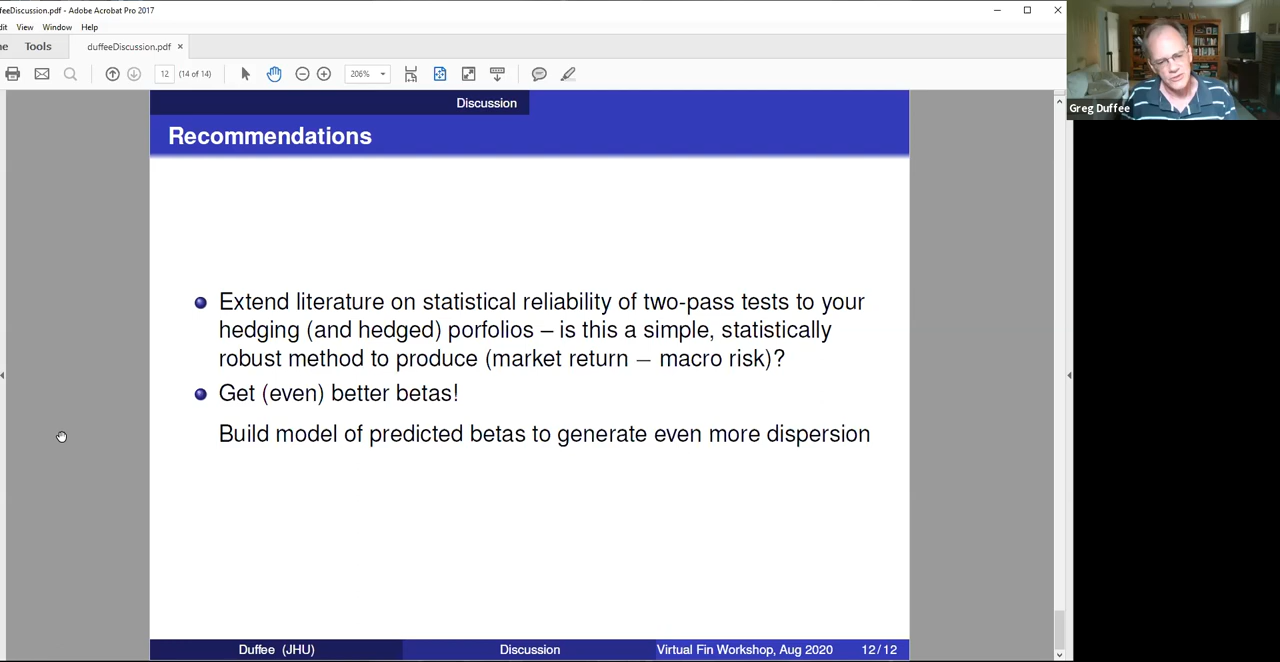 feeDiscussion.pdf - Adobe Acrobat Pro 2017
dit View Window Help
ne Tools duffeeDiscussion.pdf ×
12 (14 of 14) 206%
Greg Duffee
Discussion
Recommendations
Extend literature on statistical reliability of two-pass tests to your
hedging (and hedged) porfolios – is this a simple, statistically
robust method to produce (market return − macro risk)?
Get (even) better betas!
Build model of predicted betas to generate even more dispersion
Duffee (JHU) Discussion Virtual Fin Workshop, Aug 2020 12/12